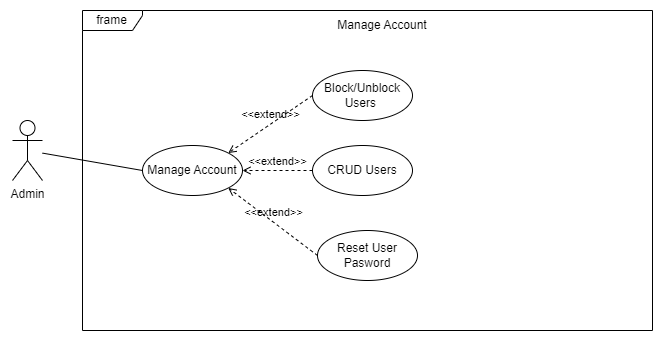 frame
Manage Account
Block/Unblock
Users
<<extend>>
Admin
Manage Account
<<extend>>
CRUD Users
<<extend>>
Reset User
Pasword